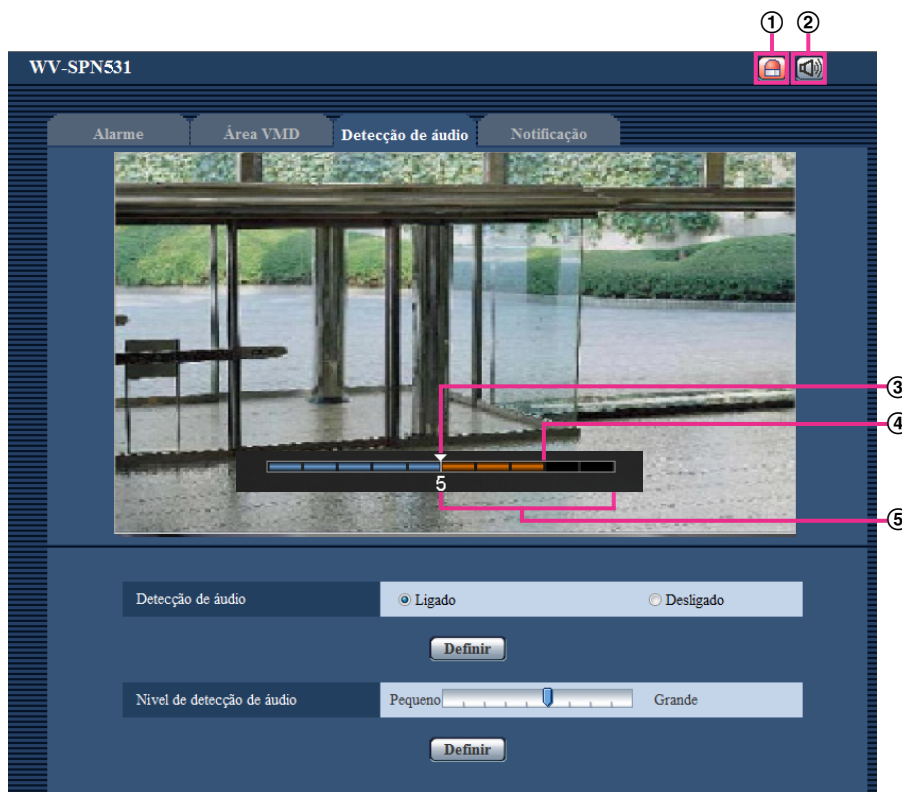 ① ②
WV-SPN531
Alarme Área VMD Detecção de áudio Notificação
③
④
5
⑤
Detecção de áudio Ligado Desligado
Definir
Nivel de detecção de áudio Pequeno Grande
Definir